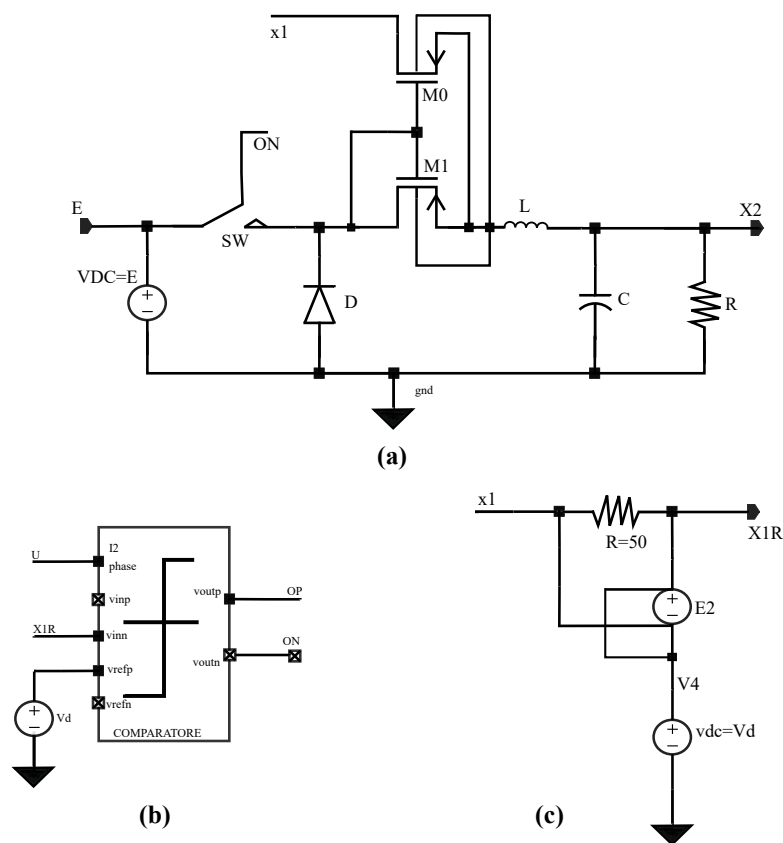 x1
M0
ON
M1
E
L
X2
SW
VDC=E
D
C
R
gnd
(a)
x1
X1R
R=50
I2
U
phase
vinp
voutp
OP
E2
X1R
vinn
ON
vrefp
voutn
V4
Vd
vrefn
vdc=Vd
COMPARATORE
(b)
(c)